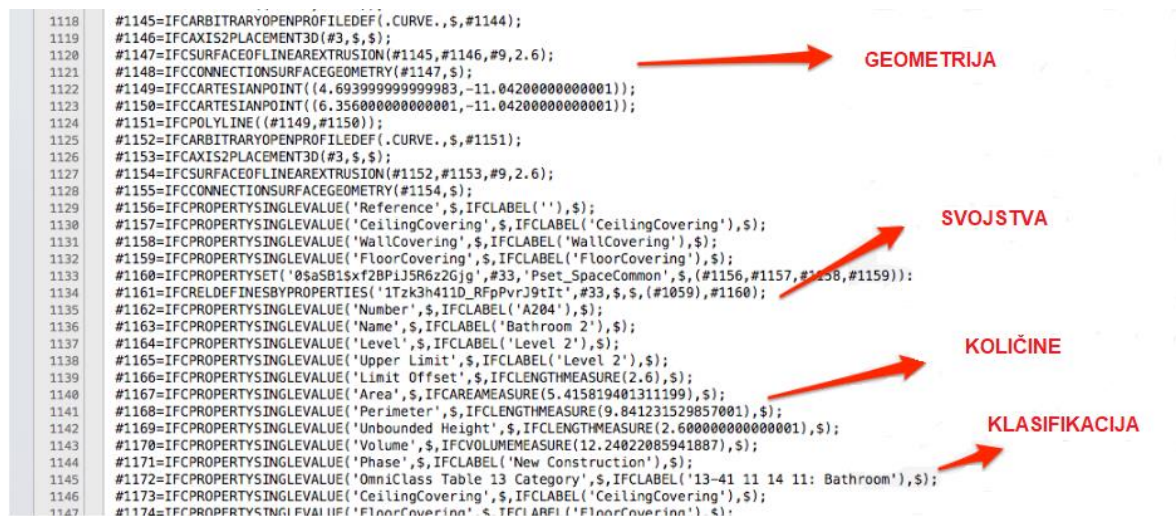 1118 #1145=IFCARBITRARYOPENPROFILEDEF(.CURVE.,$,#1144);
1119 #1146=IFCAXIS2PLACEMENT3D(#3,$,$);
1120 #1147=IFCSURFACEOFLINEAREXTRUSION(#1145,#1146,#9,2.6);
GEOMETRIJA
1121 #1148=IFCCONNECTIONSURFACEGEOMETRY(#1147,$);
1122 #1149=IFCCARTESIANPOINT((4.693999999999983,-11.04200000000001));
1123 #1150=IFCCARTESIANPOINT((6.356000000000001,-11.04200000000001));
1124 #1151=IFCPOLYLINE((#1149,#1150));
1125 #1152=IFCARBITRARYOPENPROFILEDEF(.CURVE.,$,#1151);
1126 #1153=IFCAXIS2PLACEMENT3D(#3,$,$);
1127 #1154=IFCSURFACEOFLINEAREXTRUSION(#1152,#1153,#9,2.6);
1128 #1155=IFCCONNECTIONSURFACEGEOMETRY(#1154,$);
1129 #1156=IFCPROPERTYSINGLEVALUE('Reference',$,IFCLABEL(''),$);
1130 #1157=IFCPROPERTYSINGLEVALUE('CeilingCovering',$,IFCLABEL('CeilingCovering'),$);
SVOJSTVA
1131 #1158=IFCPROPERTYSINGLEVALUE('WallCovering',$,IFCLABEL('WallCovering'),$);
1132 #1159=IFCPROPERTYSINGLEVALUE('FloorCovering',$,IFCLABEL('FloorCovering'),$);
1133 #1160=IFCPROPERTYSET('0$aSB1$xf2BPiJ5R6z2Gjg',#33,'Pset_SpaceCommon',$,(#1156,#1157,#1158,#1159));
1134 #1161=IFCRELDEFINESBYPROPERTIES('1Tzk3h411D_RFpPvrJ9tIt',#33,$,$,(#1059),#1160);
1135 #1162=IFCPROPERTYSINGLEVALUE('Number',$,IFCLABEL('A204'),$);
1136 #1163=IFCPROPERTYSINGLEVALUE('Name',$,IFCLABEL('Bathroom 2'),$);
1137 #1164=IFCPROPERTYSINGLEVALUE('Level',$,IFCLABEL('Level 2'),$);
KOLIČINE
1138 #1165=IFCPROPERTYSINGLEVALUE('Upper Limit',$,IFCLABEL('Level 2'),$);
1139 #1166=IFCPROPERTYSINGLEVALUE('Limit Offset',$,IFCLENGTHMEASURE(2.6),$);
1140 #1167=IFCPROPERTYSINGLEVALUE('Area',$,IFCAREAMEASURE(5.415819401311199),$);
1141 #1168=IFCPROPERTYSINGLEVALUE('Perimeter',$,IFCLENGTHMEASURE(9.841231529857001),$);
KLASIFIKACIJA
1142 #1169=IFCPROPERTYSINGLEVALUE('Unbounded Height',$,IFCLENGTHMEASURE(2.600000000000001),$);
1143 #1170=IFCPROPERTYSINGLEVALUE('Volume',$,IFCVOLUMEMEASURE(12.24022085941887),$);
1144 #1171=IFCPROPERTYSINGLEVALUE('Phase',$,IFCLABEL('New Construction'),$);
1145 #1172=IFCPROPERTYSINGLEVALUE('OmniClass Table 13 Category',$,IFCLABEL('13-41 11 14 11: Bathroom'),$);
1146 #1173=IFCPROPERTYSINGLEVALUE('CeilingCovering',$,IFCLABEL('CeilingCovering'),$);
1147 #1174=IFCPROPERTYSINGLEVALUE('FloorCovering',$,IFCLABEL('FloorCovering'),$);